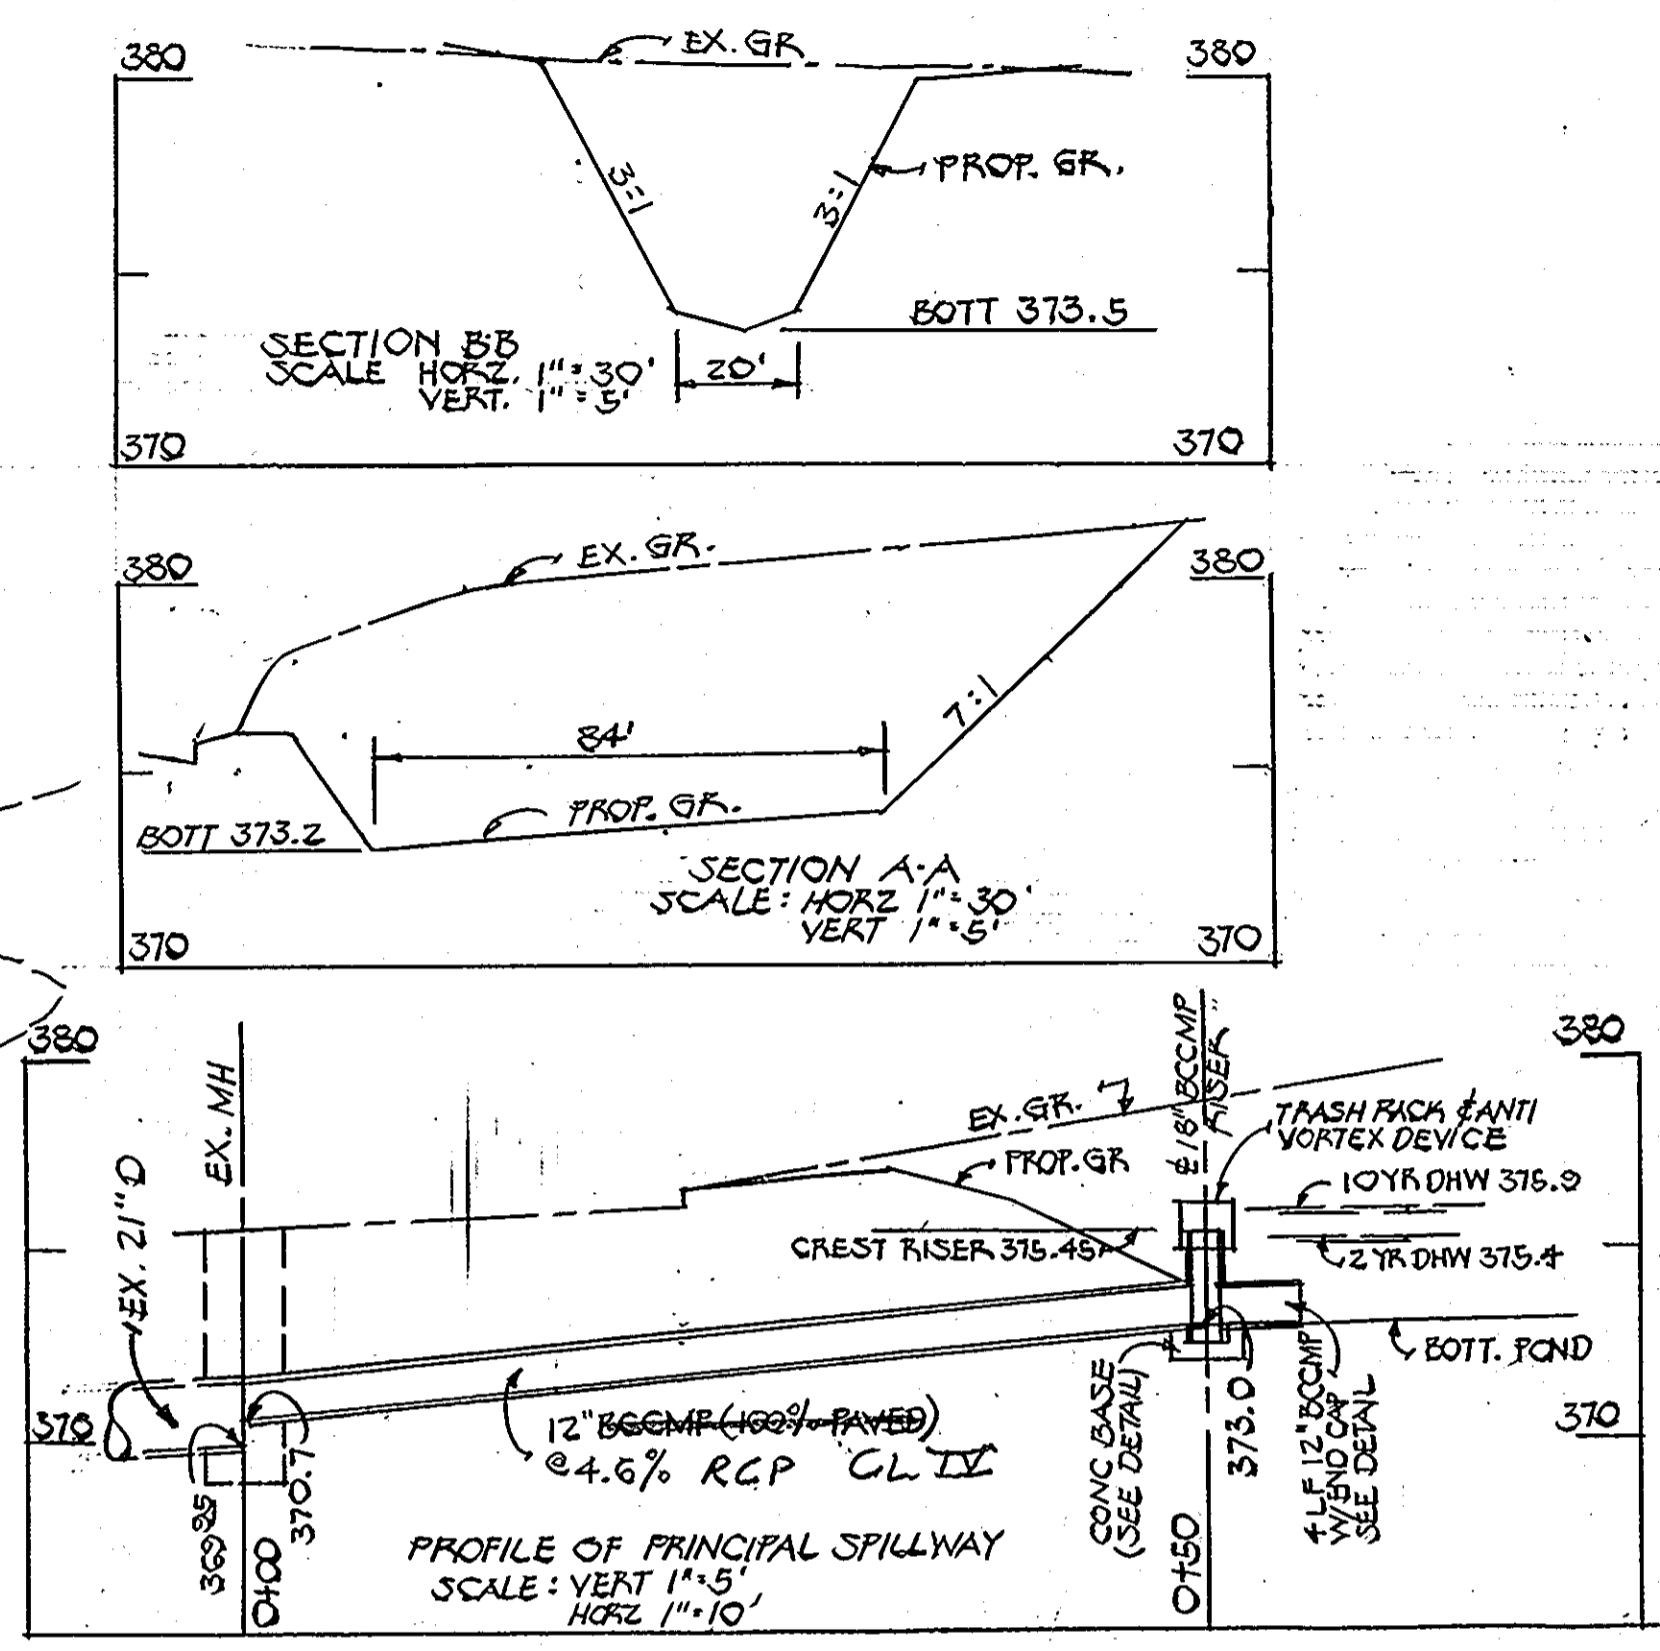 380
EX. GR
380
3:1
3:1
PROP. GR.
BOTT 373.5
SECTION B-B
SCALE HORZ. 1" = 30'
VERT. 1" = 5'
20'
370
370
380
EX. GR.
380
84'
7:1
PROP. GR.
BOTT 373.2
SECTION A-A
SCALE: HORZ 1" = 30'
VERT 1" = 5'
370
370
380
EX. MH
EX. 21" D
EX. GR.
PROP. GR
℄ 18" BCCMP
RISER
380
TRASH RACK & ANTI
VORTEX DEVICE
10 YR DHW 375.9
CREST RISER 375.45
2 YR DHW 375.4
BOTT. POND
370
12" BCCMP (100% PAVED)
@ 4.6% RCP CL IV
CONC BASE
(SEE DETAIL)
373.0
4 LF 12" BCCMP
W/END CAP
SEE DETAIL
370
369.25
0+00
370.7
0+50
PROFILE OF PRINCIPAL SPILLWAY
SCALE: VERT 1" = 5'
HORZ 1" = 10'